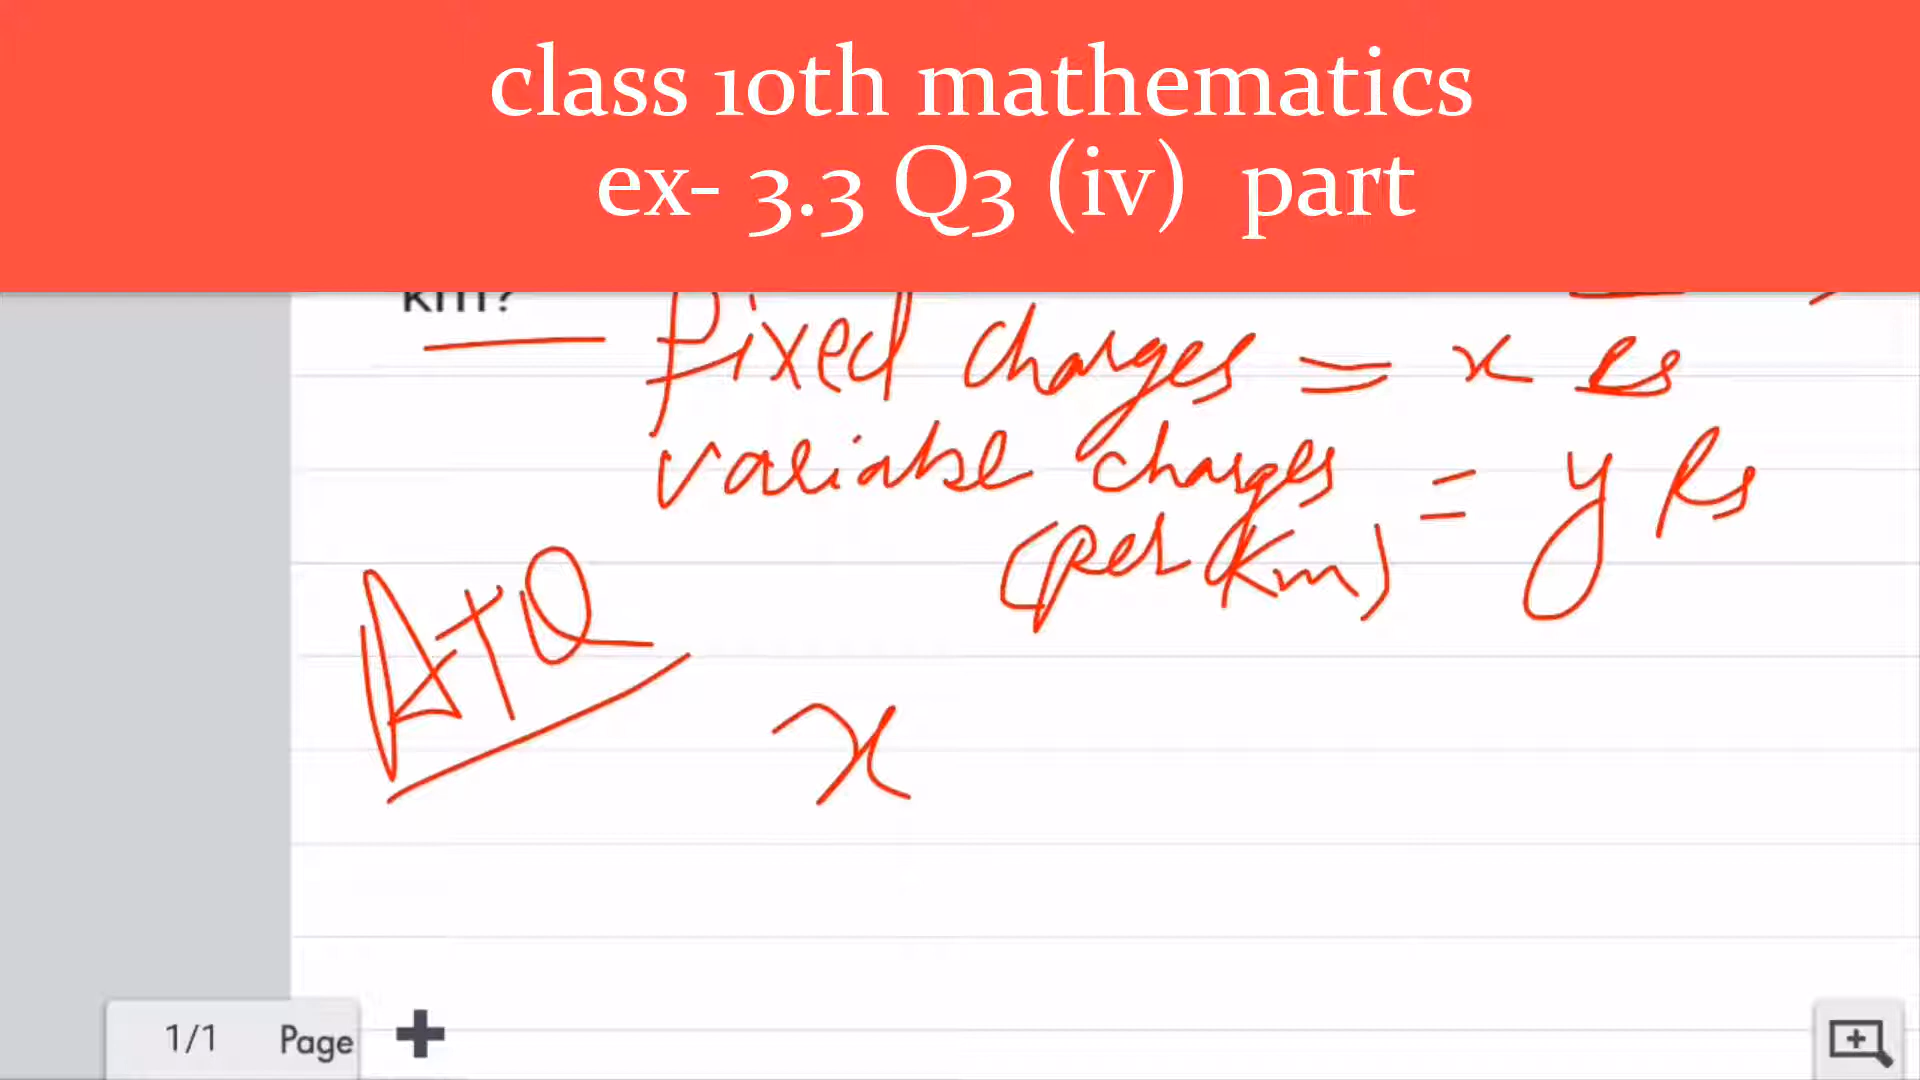 class 10th mathematics
ex- 3.3 Q3 (iv) part
km?
fixed charges = x Rs
variable charges = y Rs
(per Km)
ATQ
x
1/1 Page